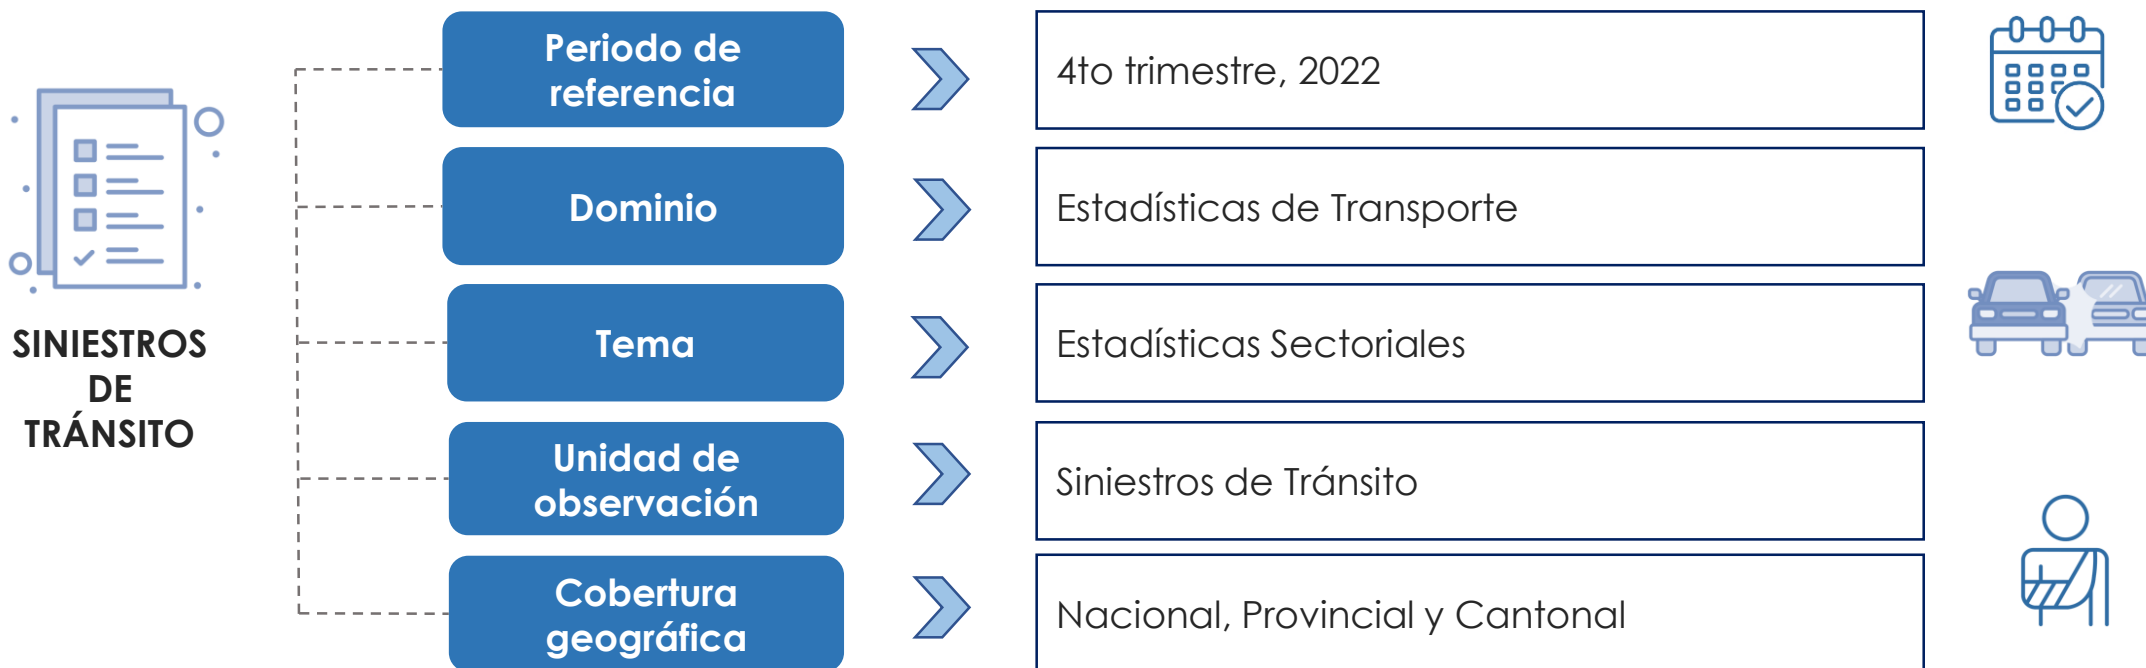 SINIESTROS
DE
TRÁNSITO
Periodo de
referencia
4to trimestre, 2022
Dominio
Estadísticas de Transporte
Tema
Estadísticas Sectoriales
Unidad de
observación
Siniestros de Tránsito
Cobertura
geográfica
Nacional, Provincial y Cantonal